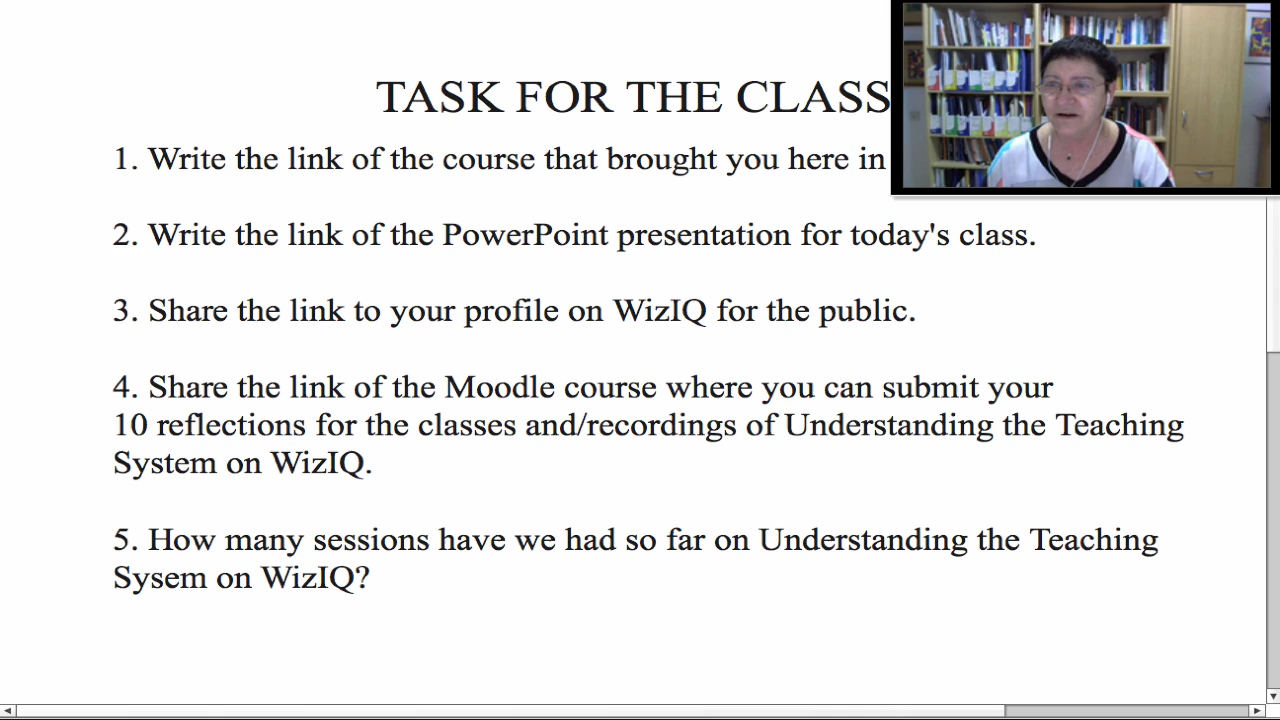 TASK FOR THE CLASS
1. Write the link of the course that brought you here in
2. Write the link of the PowerPoint presentation for today's class.
3. Share the link to your profile on WizIQ for the public.
4. Share the link of the Moodle course where you can submit your
10 reflections for the classes and/recordings of Understanding the Teaching
System on WizIQ.
5. How many sessions have we had so far on Understanding the Teaching
Sysem on WizIQ?